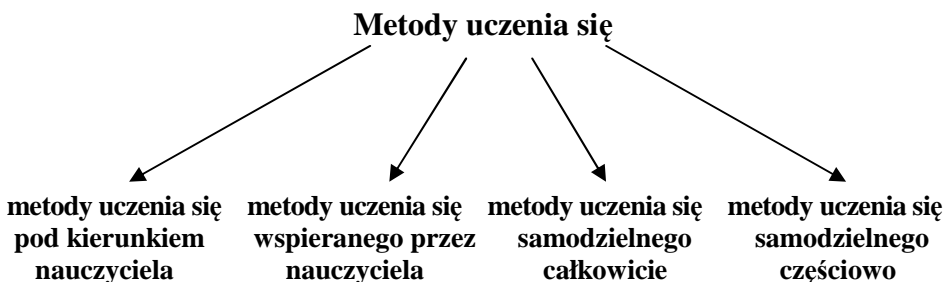 Metody uczenia się
metody uczenia się
pod kierunkiem
nauczyciela
metody uczenia się
wspieranego przez
nauczyciela
metody uczenia się
samodzielnego
całkowicie
metody uczenia się
samodzielnego
częściowo